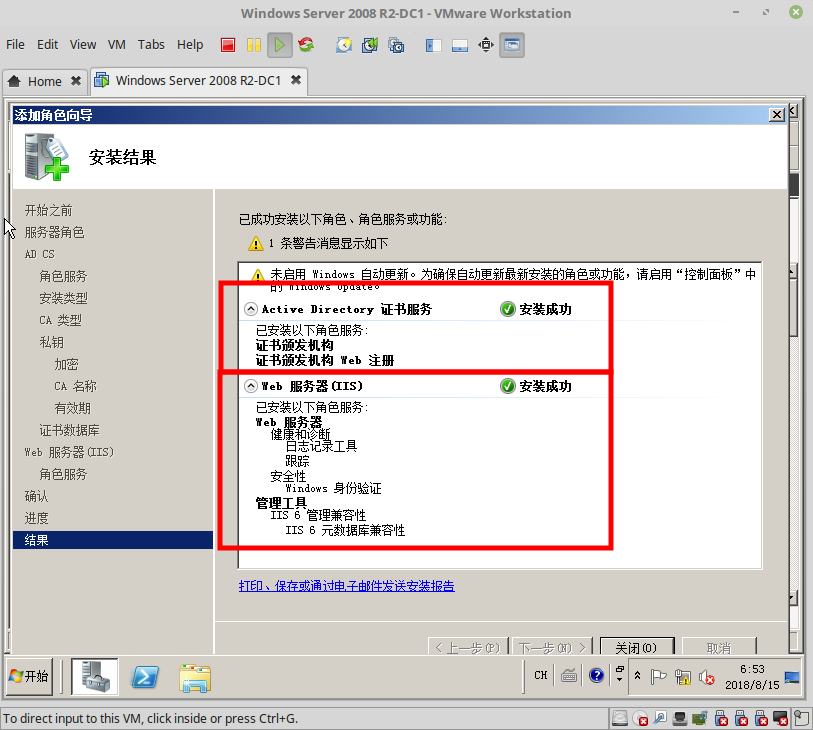 Windows Server 2008 R2-DC1 - VMware Workstation
File Edit View VM Tabs Help
Home Windows Server 2008 R2-DC1
添加角色向导
安装结果
开始之前
服务器角色
AD CS
角色服务
安装类型
CA 类型
私钥
加密
CA 名称
有效期
证书数据库
Web 服务器(IIS)
角色服务
确认
进度
结果
已成功安装以下角色、角色服务或功能:
1 条警告消息显示如下
未启用 Windows 自动更新。为确保自动更新最新安装的角色或功能，请启用“控制面板”中
的 Windows Update。
Active Directory 证书服务 安装成功
已安装以下角色服务:
证书颁发机构
证书颁发机构 Web 注册
Web 服务器(IIS) 安装成功
已安装以下角色服务:
Web 服务器
健康和诊断
日志记录工具
跟踪
安全性
Windows 身份验证
管理工具
IIS 6 管理兼容性
IIS 6 元数据库兼容性
打印、保存或通过电子邮件发送安装报告
< 上一步(P) 下一步(N) > 关闭(O) 取消
开始 CH 6:53
2018/8/15
To direct input to this VM, click inside or press Ctrl+G.